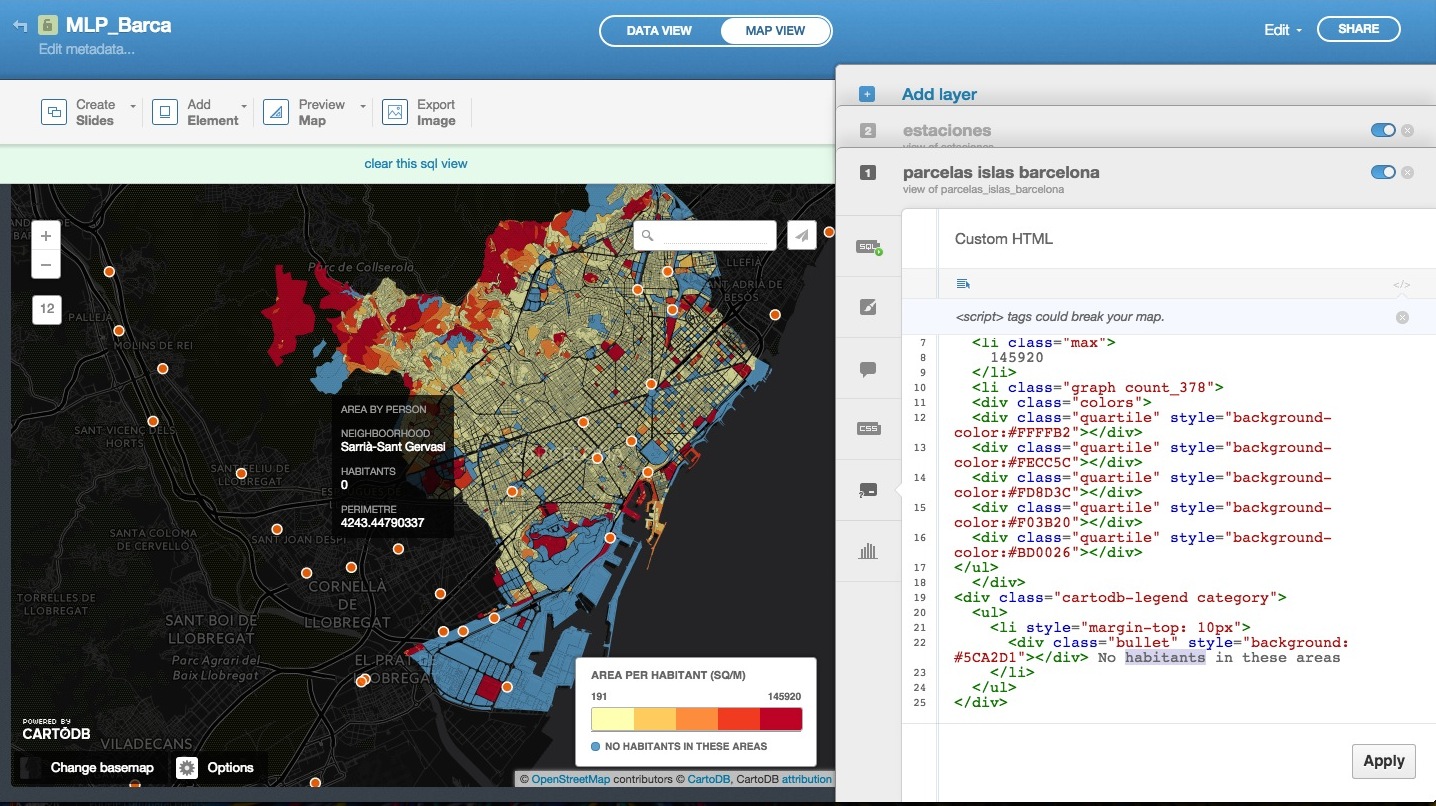 MLP_Barca
Edit metadata...
DATA VIEW
MAP VIEW
Edit
SHARE
Create
Slides
Add
Element
Preview
Map
Export
Image
clear this sql view
Add layer
2
estaciones
view of estaciones
1
parcelas islas barcelona
view of parcelas_islas_barcelona
SQL
CSS
Custom HTML
</>
<script> tags could break your map.
7 <li class="max">
8 145920
9 </li>
10 <li class="graph count_378">
11 <div class="colors">
12 <div class="quartile" style="background-
color:#FFFFB2"></div>
13 <div class="quartile" style="background-
color:#FECC5C"></div>
14 <div class="quartile" style="background-
color:#FD8D3C"></div>
15 <div class="quartile" style="background-
color:#F03B20"></div>
16 <div class="quartile" style="background-
color:#BD0026"></div>
17 </ul>
18 </div>
19 <div class="cartodb-legend category">
20 <ul>
21 <li style="margin-top: 10px">
22 <div class="bullet" style="background:
#5CA2D1"></div> No habitants in these areas
23 </li>
24 </ul>
25 </div>
Apply
+
−
12
Parc de Collserola
LLEFIÀ
SANT ADRIÀ DE
BESÒS
PALLEJÀ
MOLINS DE REI
SANT VICENÇ DELS
HORTS
SANT FELIU DE
LLOBREGAT
SANTA COLOMA
DE CERVELLÓ
SANT JOAN DESPÍ
CORNELLÀ
DE
LLOBREGAT
TORRELLES DE
LLOBREGAT
SANT BOI DE
LLOBREGAT
Parc Agrari del
Baix Llobregat
EL PRAT DE
VILADECANS
AREA BY PERSON
NEIGHBOORHOOD
Sarrià-Sant Gervasi
HABITANTS
0
PERIMETRE
4243.44790337
AREA PER HABITANT (SQ/M)
191
145920
NO HABITANTS IN THESE AREAS
POWERED BY
CARTODB
Change basemap
Options
© OpenStreetMap contributors © CartoDB, CartoDB attribution